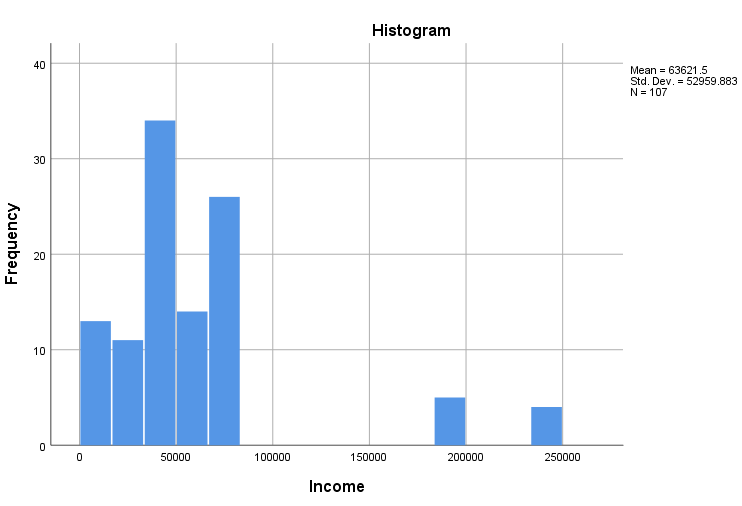 Histogram
Mean = 63621.5
Std. Dev. = 52959.883
N = 107
40
30
20
10
0
Frequency
0 50000 100000 150000 200000 250000
Income